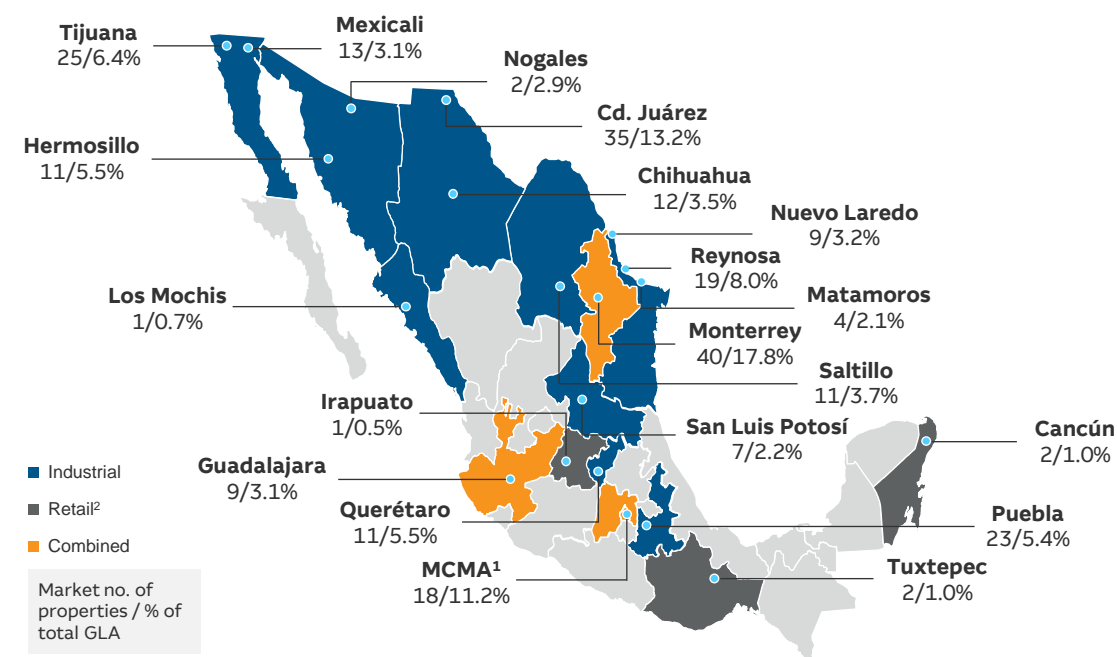 Tijuana
25/6.4%
Mexicali
13/3.1%
Nogales
2/2.9%
Cd. Juárez
35/13.2%
Hermosillo
11/5.5%
Chihuahua
12/3.5%
Nuevo Laredo
9/3.2%
Reynosa
19/8.0%
Los Mochis
1/0.7%
Matamoros
4/2.1%
Monterrey
40/17.8%
Saltillo
11/3.7%
Irapuato
1/0.5%
San Luis Potosí
7/2.2%
Cancún
2/1.0%
Guadalajara
9/3.1%
Querétaro
11/5.5%
Puebla
23/5.4%
MCMA¹
18/11.2%
Tuxtepec
2/1.0%
Industrial
Retail²
Combined
Market no. of
properties / % of
total GLA